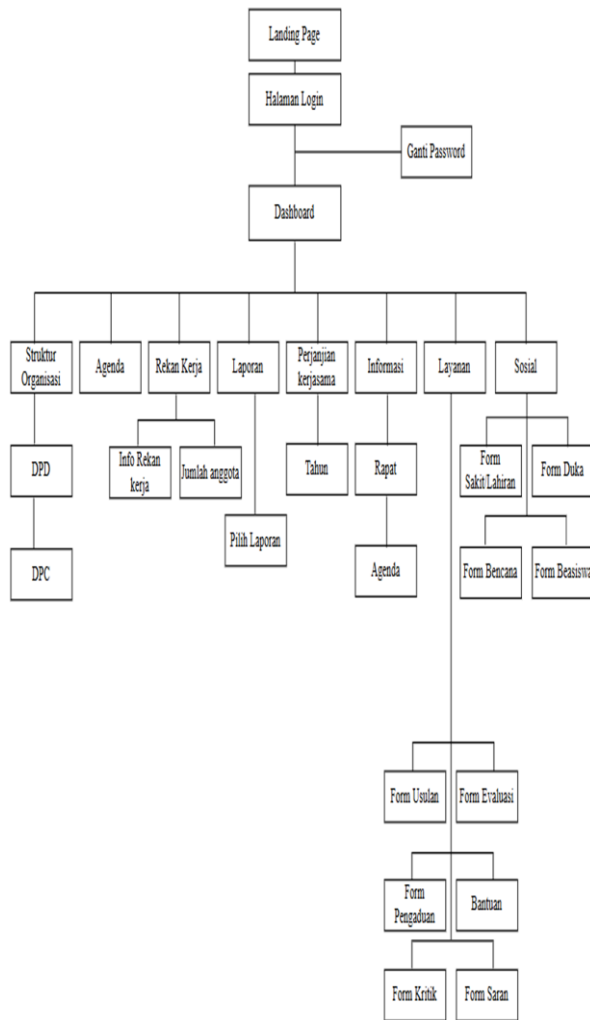 Landing Page
Halaman Login
Ganti Password
Dashboard
Struktur
Organisasi
Agenda
Rekan Kerja
Laporan
Perjanjian
kerjasama
Informasi
Layanan
Sosial
DPD
Info Rekan
kerja
Jumlah anggota
Tahun
Rapat
Form
Sakit/Lahiran
Form Duka
Pilih Laporan
DPC
Agenda
Form Bencana
Form Beasiswa
Form Usulan
Form Evaluasi
Form
Pengaduan
Bantuan
Form Kritik
Form Saran